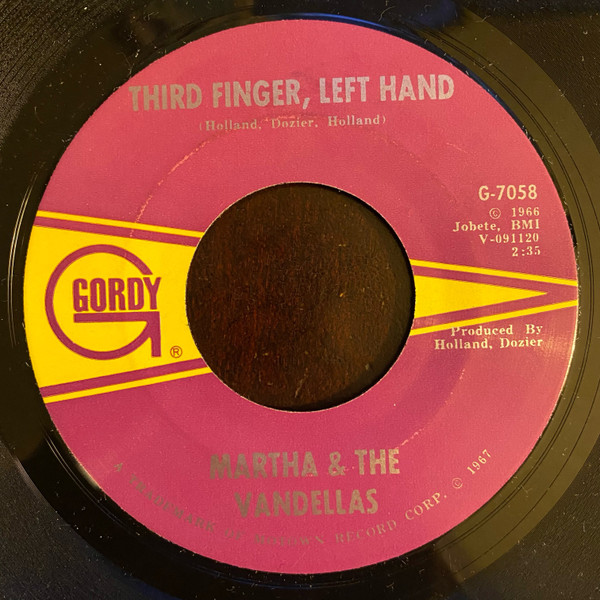 THIRD FINGER, LEFT HAND
(Holland, Dozier, Holland)
G-7058
© 1966
Jobete, BMI
V-091120
2:35
GORDY
®
Produced By
Holland, Dozier
MARTHA & THE
VANDELLAS
A TRADEMARK OF MOTOWN RECORD CORP. © 1967